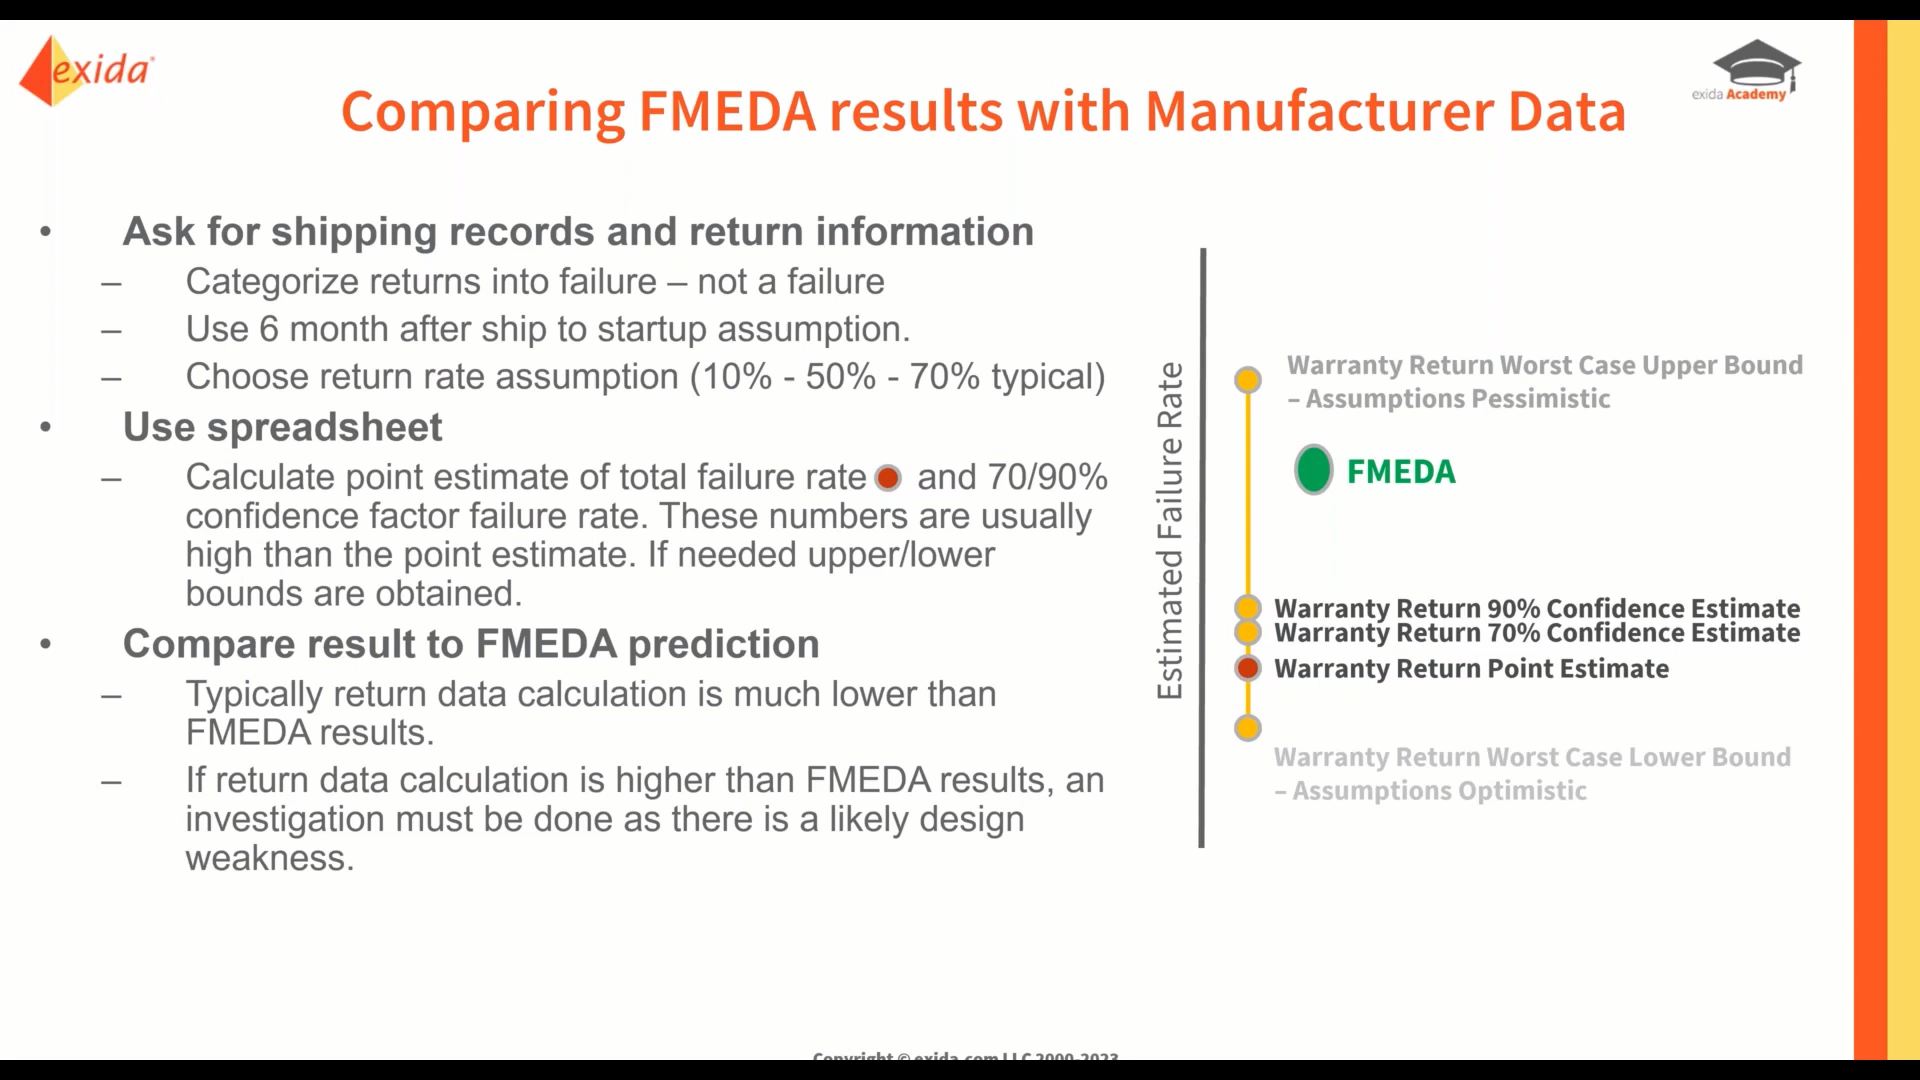 exida
exida Academy
Comparing FMEDA results with Manufacturer Data
• Ask for shipping records and return information
– Categorize returns into failure – not a failure
– Use 6 month after ship to startup assumption.
– Choose return rate assumption (10% - 50% - 70% typical)
• Use spreadsheet
– Calculate point estimate of total failure rate and 70/90%
confidence factor failure rate. These numbers are usually
high than the point estimate. If needed upper/lower
bounds are obtained.
• Compare result to FMEDA prediction
– Typically return data calculation is much lower than
FMEDA results.
– If return data calculation is higher than FMEDA results, an
investigation must be done as there is a likely design
weakness.
Estimated Failure Rate
Warranty Return Worst Case Upper Bound
– Assumptions Pessimistic
FMEDA
Warranty Return 90% Confidence Estimate
Warranty Return 70% Confidence Estimate
Warranty Return Point Estimate
Warranty Return Worst Case Lower Bound
– Assumptions Optimistic
Copyright © exida.com LLC 2000-2023